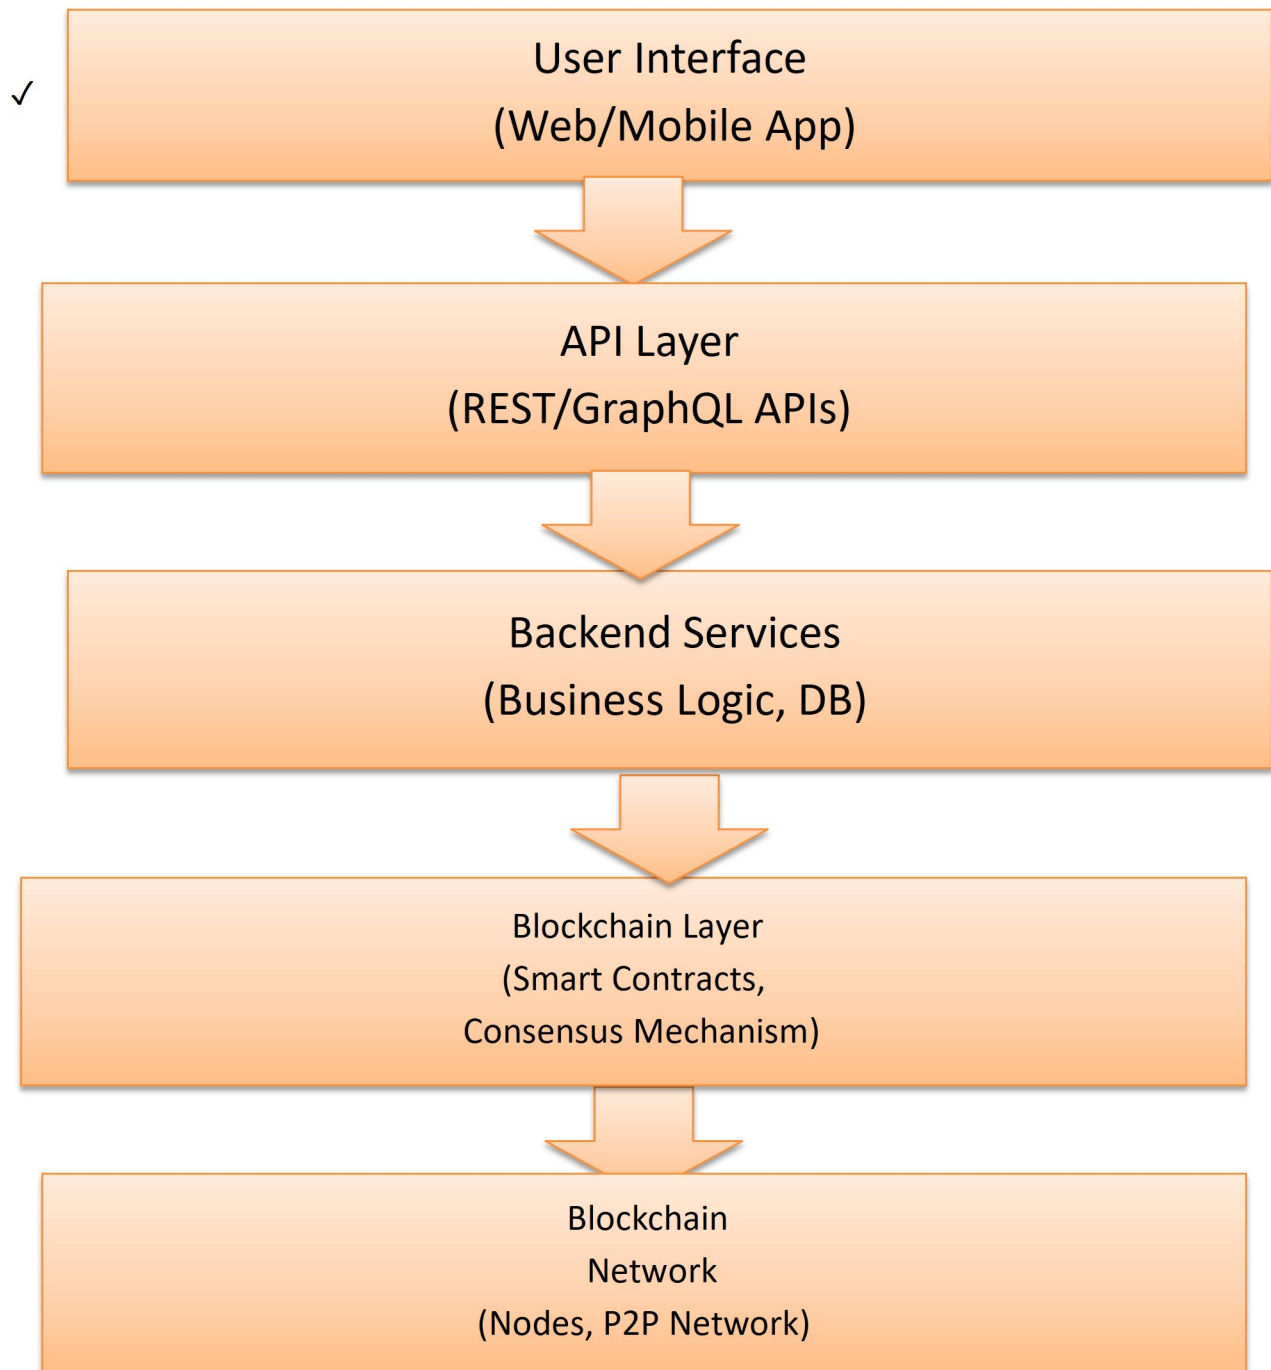 ✓
User Interface
(Web/Mobile App)
API Layer
(REST/GraphQL APIs)
Backend Services
(Business Logic, DB)
Blockchain Layer
(Smart Contracts,
Consensus Mechanism)
Blockchain
Network
(Nodes, P2P Network)